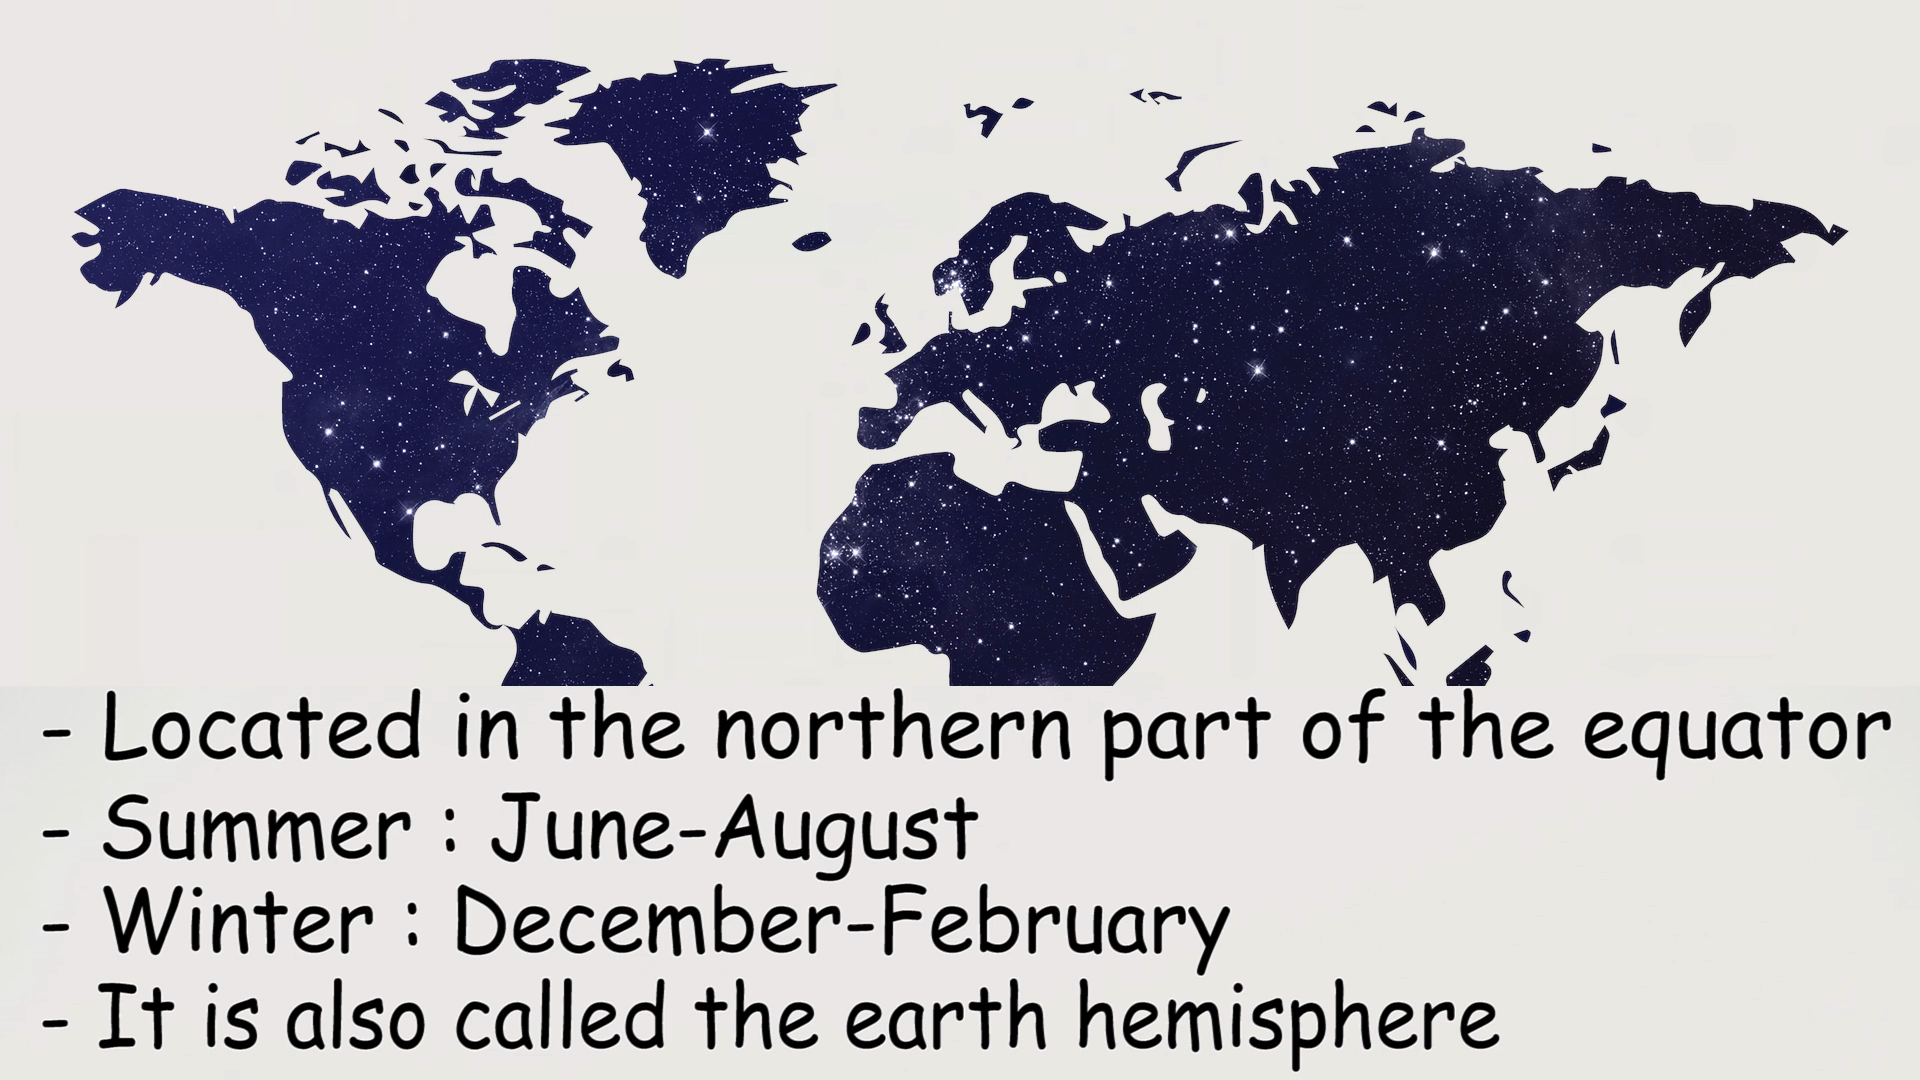 - Located in the northern part of the equator
- Summer : June-August
- Winter : December-February
- It is also called the earth hemisphere